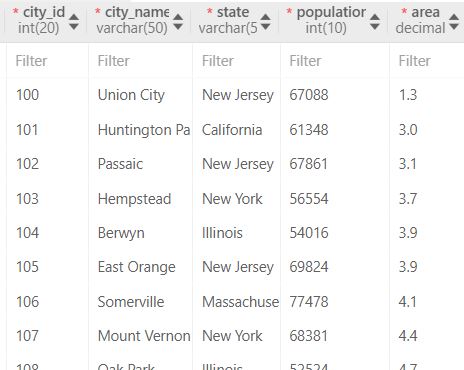 * city_id * city_name * state * population * area
int(20) varchar(50) varchar(5 int(10) decimal
Filter Filter Filter Filter Filter
100 Union City New Jersey 67088 1.3
101 Huntington Pa California 61348 3.0
102 Passaic New Jersey 67861 3.1
103 Hempstead New York 56554 3.7
104 Berwyn Illinois 54016 3.9
105 East Orange New Jersey 69824 3.9
106 Somerville Massachuse 77478 4.1
107 Mount Vernon New York 68381 4.4
108 Oak Park Illinois 52524 4.7